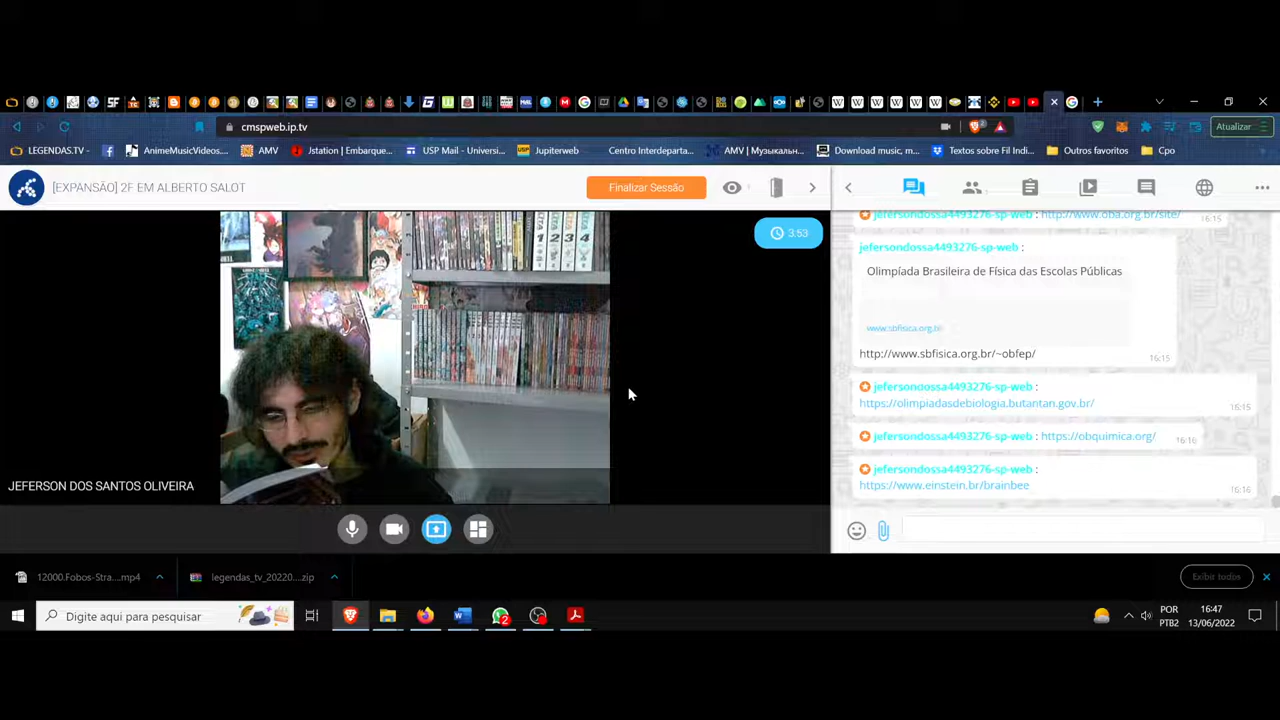 cmspweb.ip.tv
Atualizar
LEGENDAS.TV -
AnimeMusicVideos...
AMV
Jstation | Embarque...
USP Mail - Universi...
Jupiterweb
Centro Interdeparta...
AMV | Музыкальн...
Download music, m...
Textos sobre Fil Indi...
Outros favoritos
Cpo
[EXPANSÃO] 2F EM ALBERTO SALOT
Finalizar Sessão
3:53
jefersondossa4493276-sp-web : http://www.oba.org.br/site/
16:15
jefersondossa4493276-sp-web :
Olimpíada Brasileira de Física das Escolas Públicas
www.sbfisica.org.br
http://www.sbfisica.org.br/~obfep/
16:15
jefersondossa4493276-sp-web :
https://olimpiadasdebiologia.butantan.gov.br/
16:15
jefersondossa4493276-sp-web : https://obquimica.org/
16:16
jefersondossa4493276-sp-web :
https://www.einstein.br/brainbee
16:16
JEFERSON DOS SANTOS OLIVEIRA
12000.Fobos-Stra....mp4
legendas_tv_20220....zip
Exibir todos
Digite aqui para pesquisar
2
POR
PTB2
16:47
13/06/2022